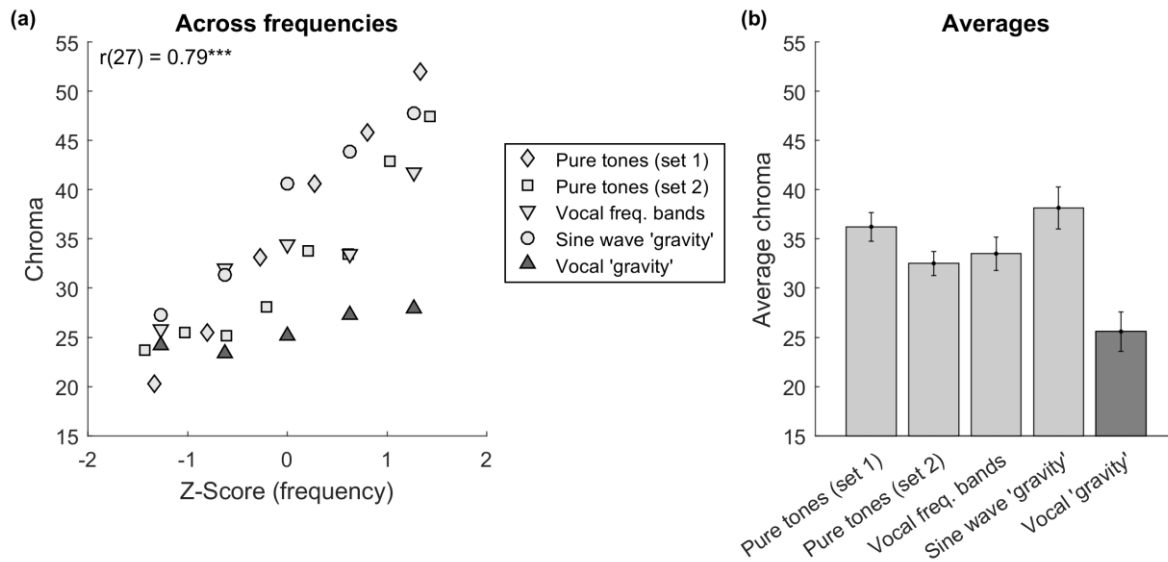 (a)
Across frequencies
r(27) = 0.79***
55
50
45
40
35
30
25
20
15
Chroma
-2
-1
0
1
2
Z-Score (frequency)
Pure tones (set 1)
Pure tones (set 2)
Vocal freq. bands
Sine wave 'gravity'
Vocal 'gravity'
(b)
Averages
55
50
45
40
35
30
25
20
15
Average chroma
Pure tones (set 1)
Pure tones (set 2)
Vocal freq. bands
Sine wave 'gravity'
Vocal 'gravity'